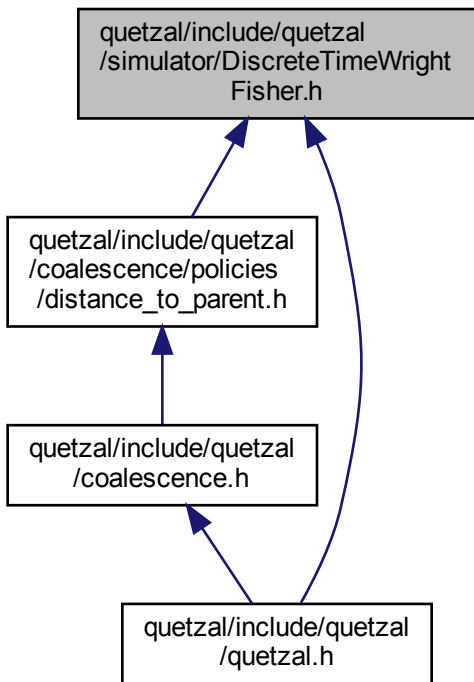 quetzal/include/quetzal
/simulator/DiscreteTimeWright
Fisher.h
quetzal/include/quetzal
/coalescence/policies
/distance_to_parent.h
quetzal/include/quetzal
/coalescence.h
quetzal/include/quetzal
/quetzal.h